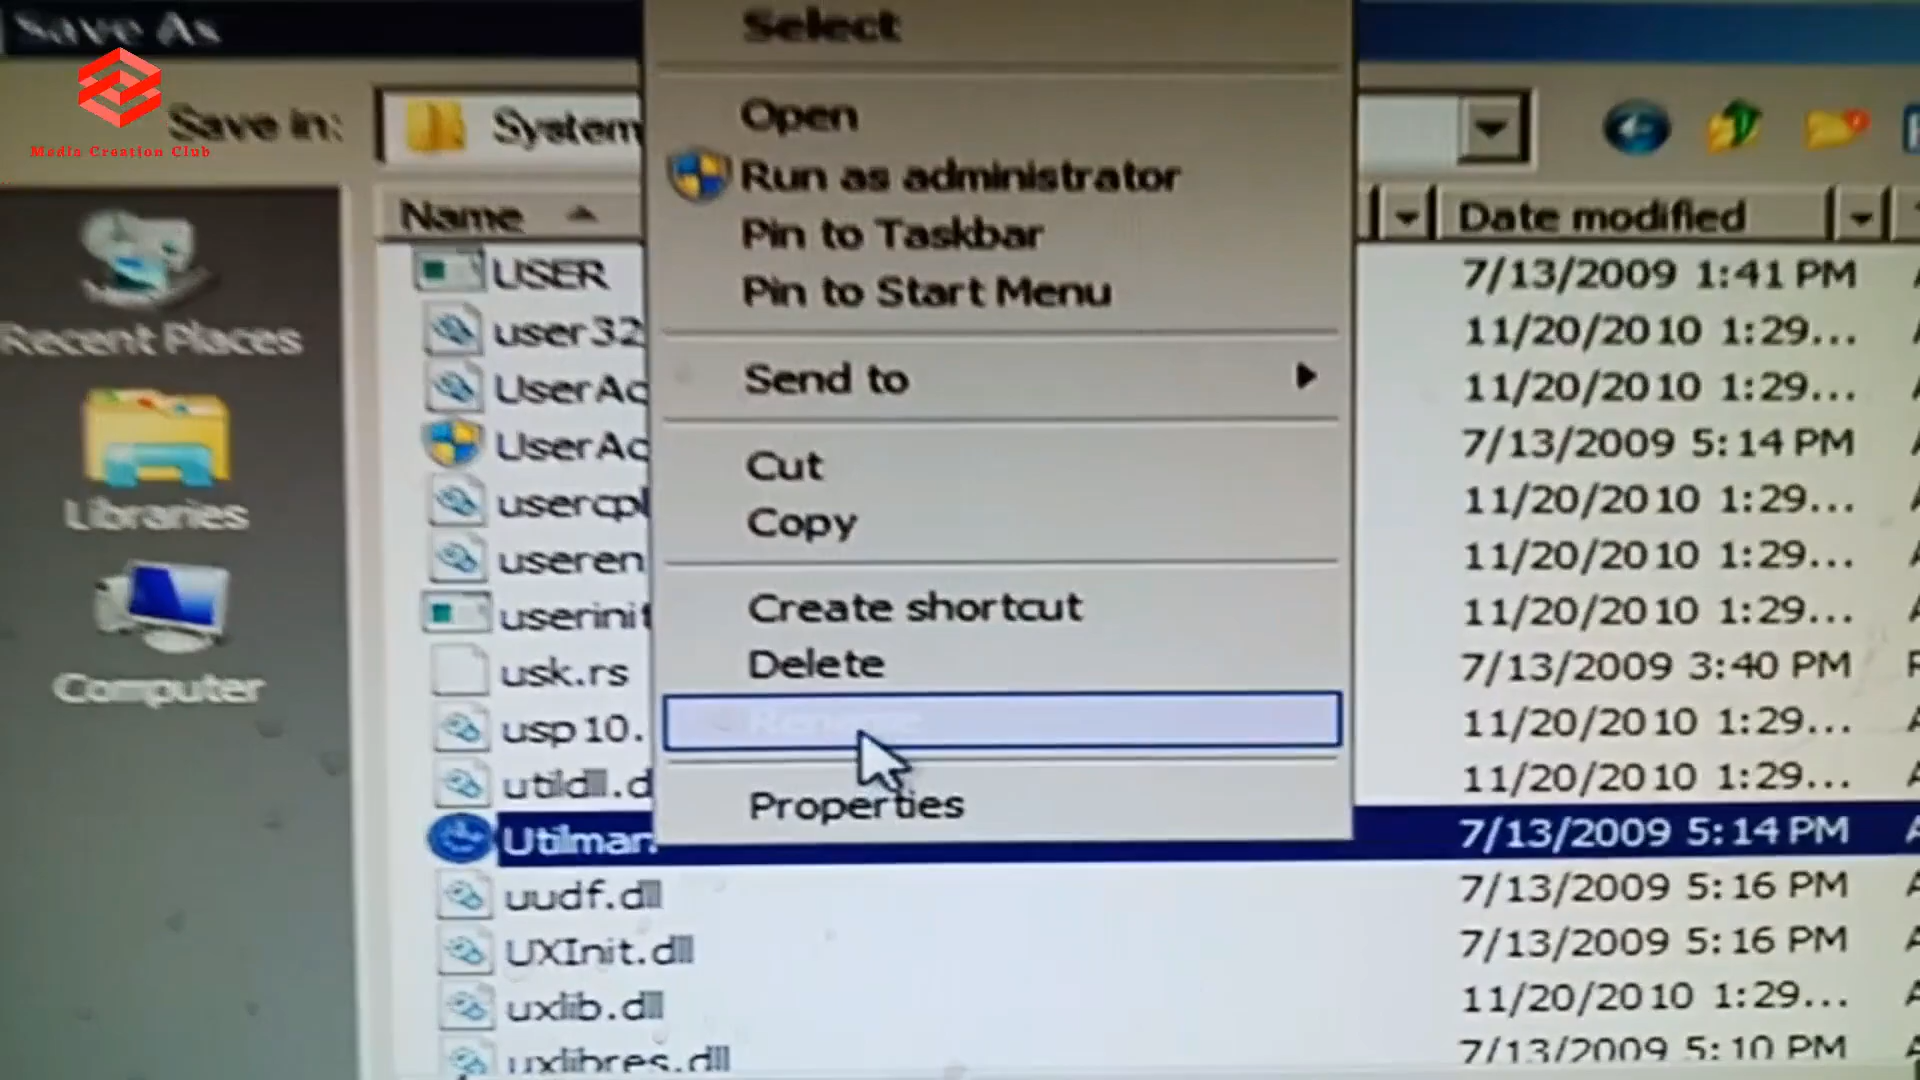 Save As
Media Creation Club
Save in:
System
Recent Places
Libraries
Computer
Name
Date modified
Select
Open
Run as administrator
Pin to Taskbar
Pin to Start Menu
Send to
Cut
Copy
Create shortcut
Delete
Rename
Properties
USER 7/13/2009 1:41 PM
user32 11/20/2010 1:29...
UserAc 11/20/2010 1:29...
UserAc 7/13/2009 5:14 PM
usercpl 11/20/2010 1:29...
useren 11/20/2010 1:29...
userinit 11/20/2010 1:29...
usk.rs 7/13/2009 3:40 PM
usp10. 11/20/2010 1:29...
utildll.d 11/20/2010 1:29...
Utilman. 7/13/2009 5:14 PM
uudf.dll 7/13/2009 5:16 PM
UXInit.dll 7/13/2009 5:16 PM
uxlib.dll 11/20/2010 1:29...
uxlibres.dll 7/13/2009 5:10 PM